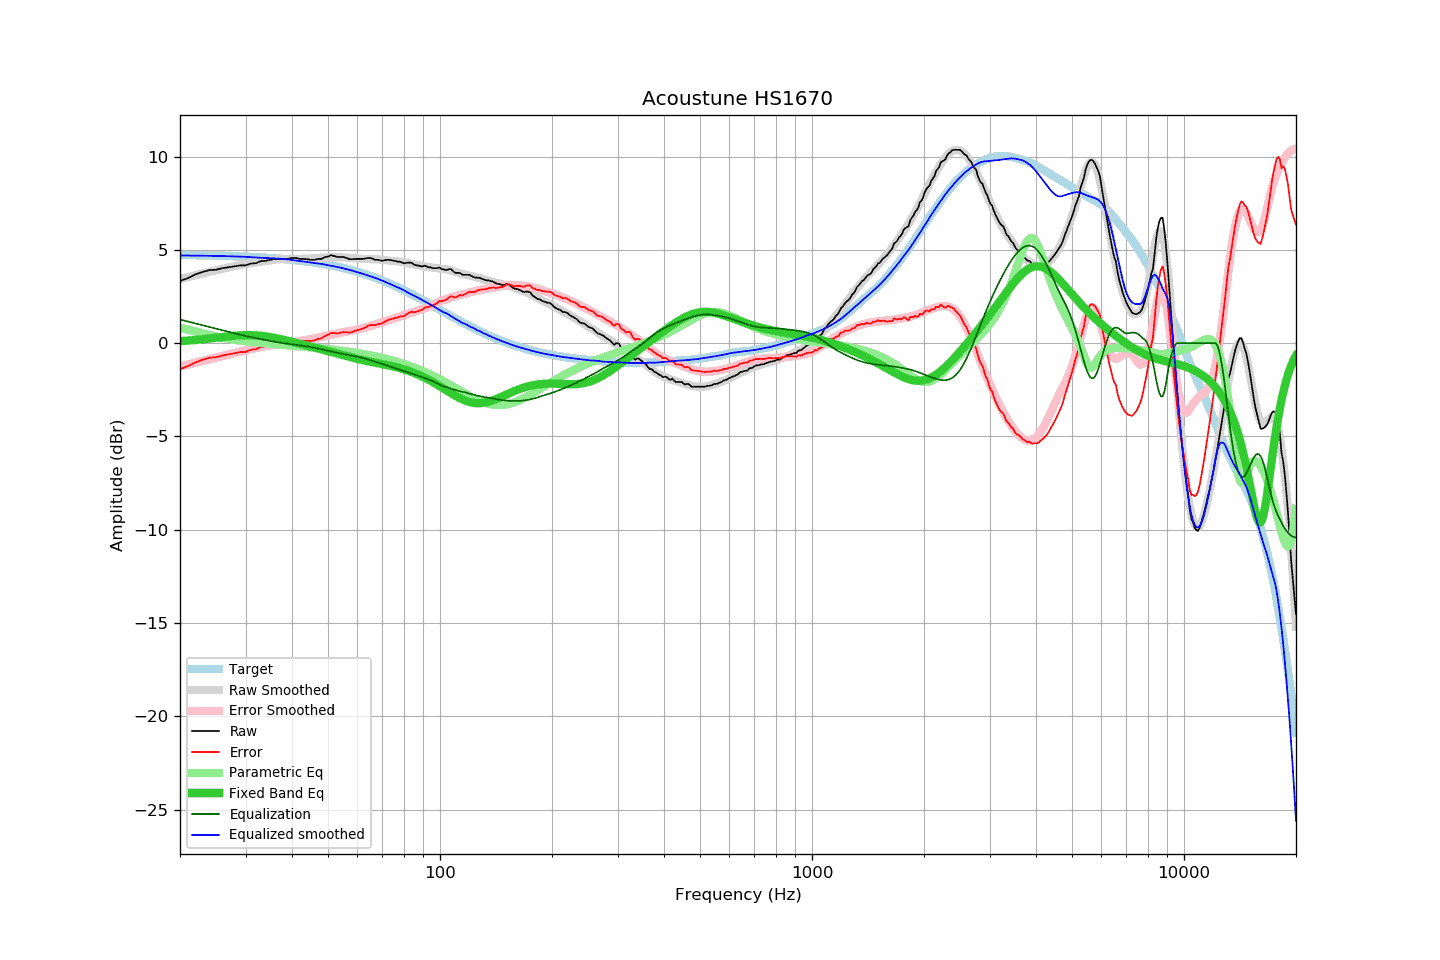 Acoustune HS1670
10
5
0
−5
−10
−15
−20
−25
Amplitude (dBr)
Target
Raw Smoothed
Error Smoothed
Raw
Error
Parametric Eq
Fixed Band Eq
Equalization
Equalized smoothed
100
1000
10000
Frequency (Hz)